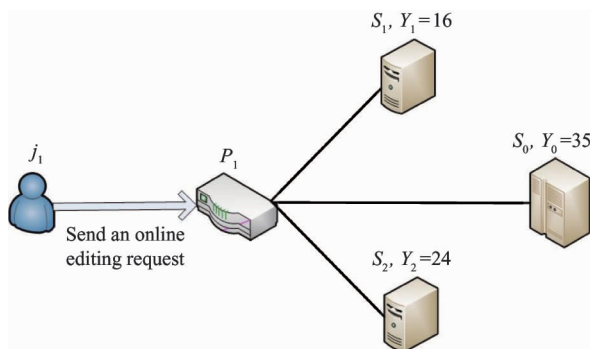 S1, Y1=16
S0, Y0=35
j1
P1
Send an online
editing request
S2, Y2=24